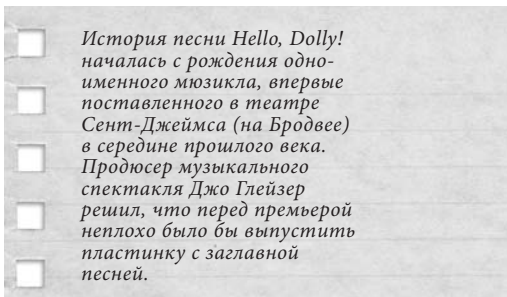 История песни Hello, Dolly!
началась с рождения одно-
именного мюзикла, впервые
поставленного в театре
Сент-Джеймса (на Бродвее)
в середине прошлого века.
Продюсер музыкального
спектакля Джо Глейзер
решил, что перед премьерой
неплохо было бы выпустить
пластинку с заглавной
песней.